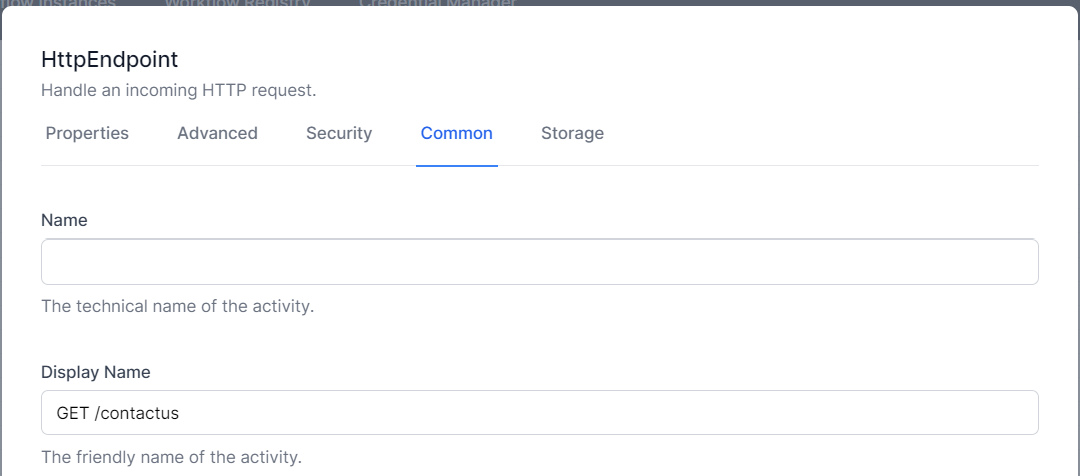 Instances Workflow Registry Credential Manager
HttpEndpoint
Handle an incoming HTTP request.
Properties Advanced Security Common Storage
Name
The technical name of the activity.
Display Name
GET /contactus
The friendly name of the activity.